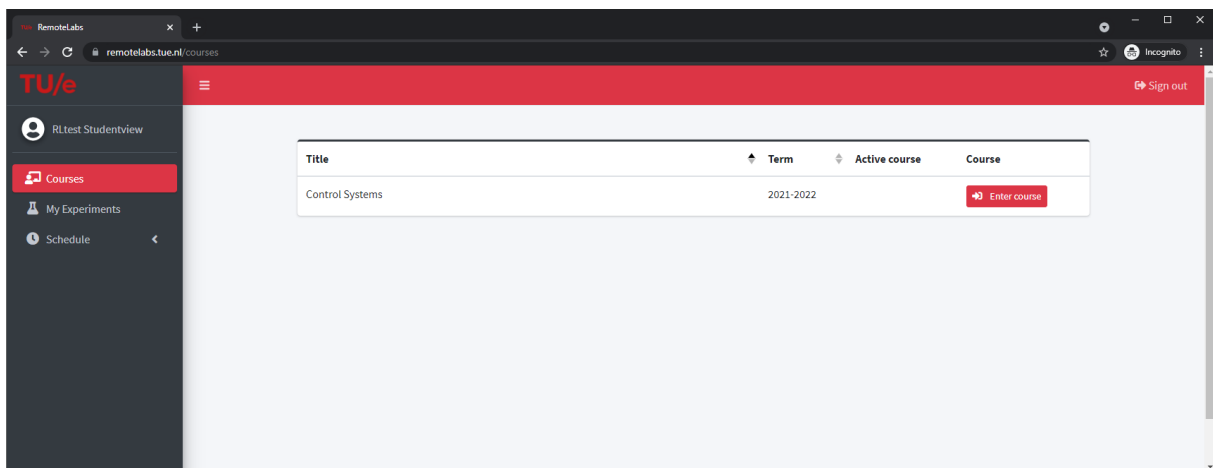 RemoteLabs
remotelabs.tue.nl/courses
Incognito
TU/e
Sign out
RLtest Studentview
Courses
My Experiments
Schedule
Title Term Active course Course
Control Systems 2021-2022 Enter course